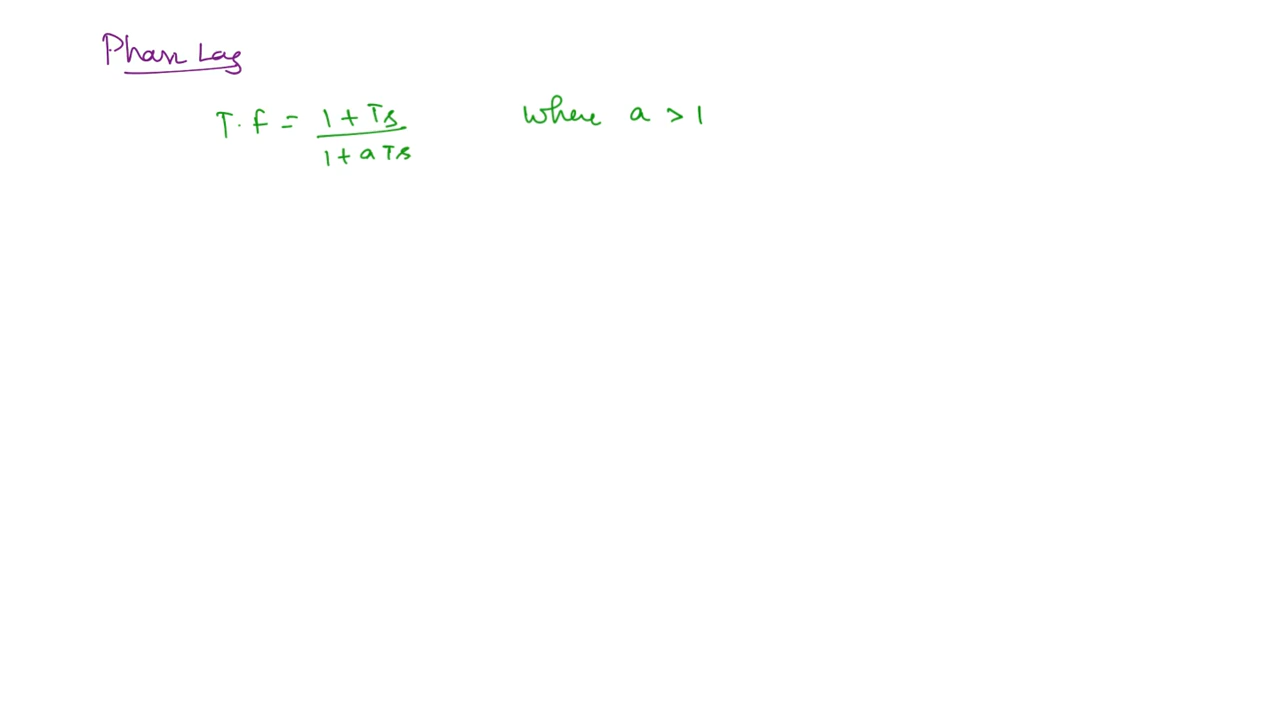 Phase Lag
T.f = (1 + Ts)/(1 + aTs) where a > 1